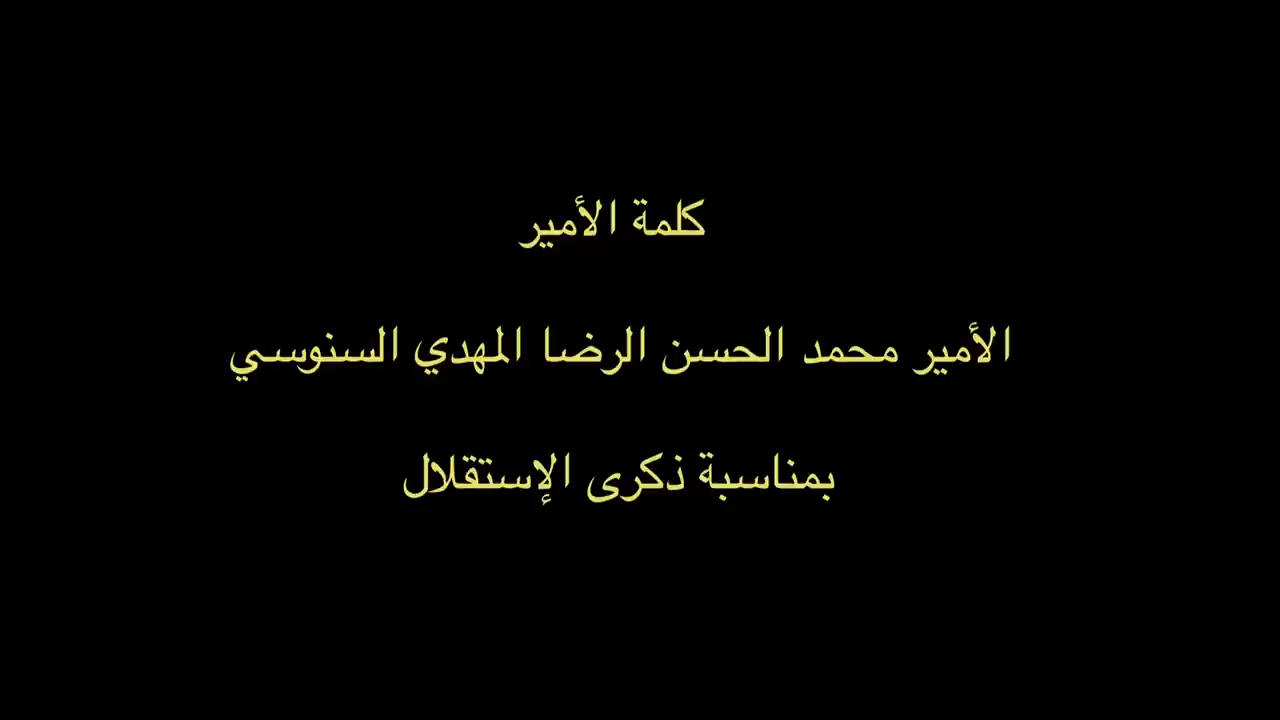 كلمة الأمير
الأمير محمد الحسن الرضا المهدي السنوسي
بمناسبة ذكرى الإستقلال